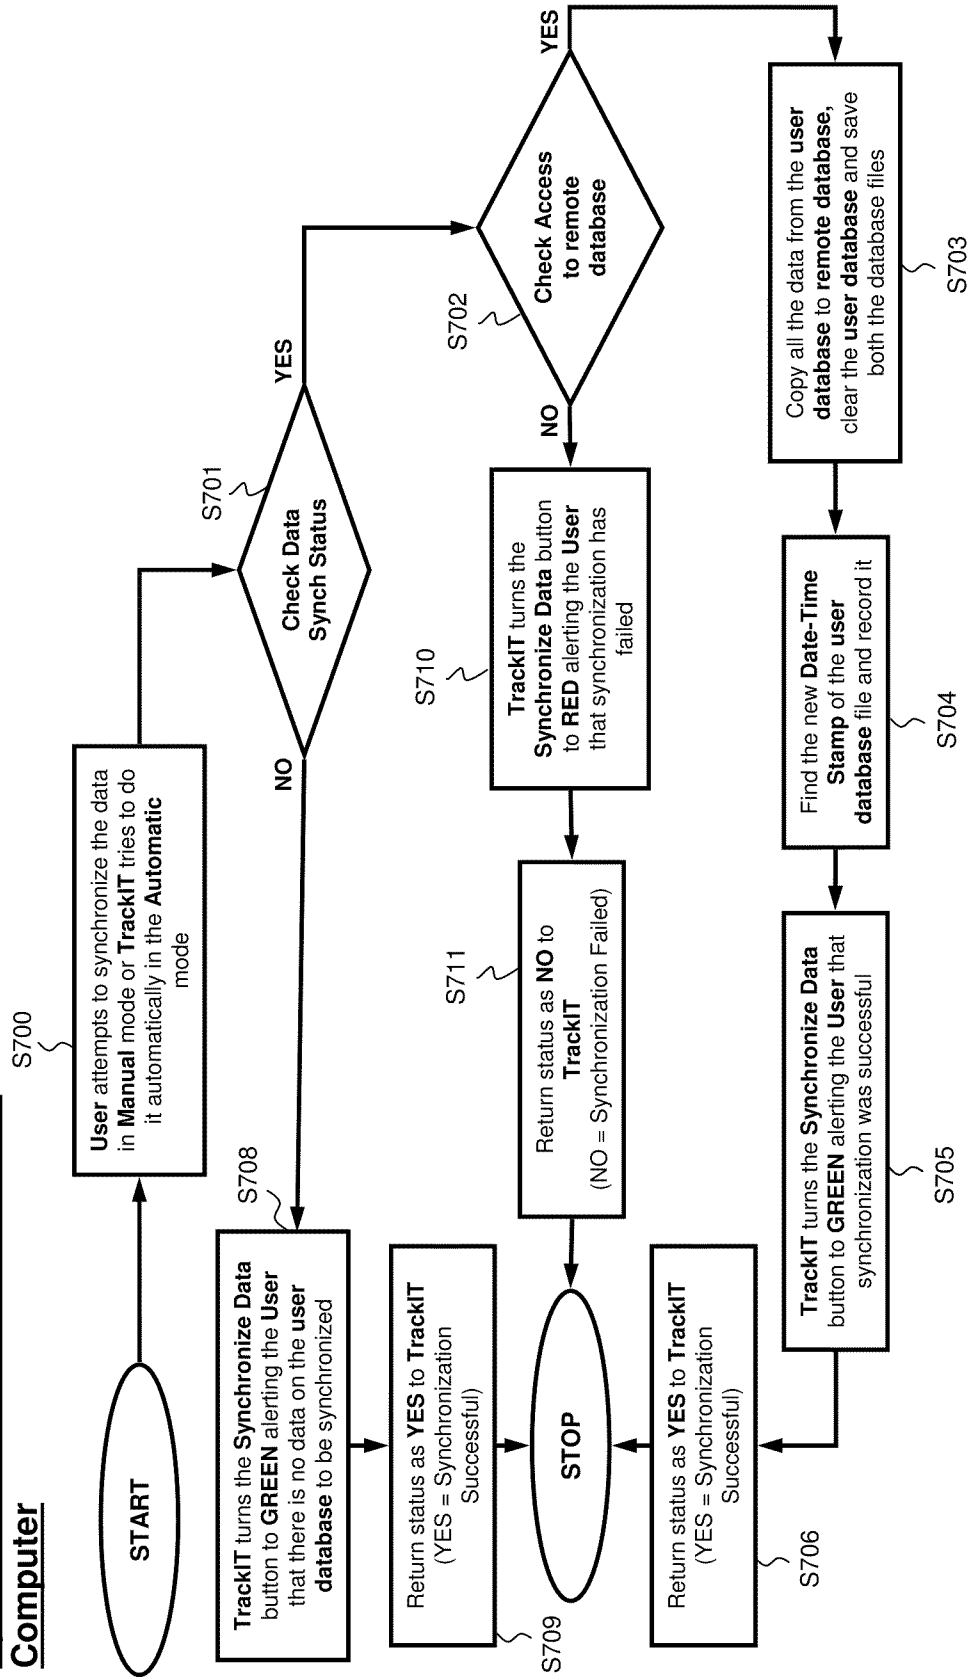 Computer
START
S700
User attempts to synchronize the data
in Manual mode or TrackIT tries to do
it automatically in the Automatic
mode
S701
Check Data
Synch Status
YES
NO
S702
Check Access
to remote
database
YES
NO
S703
Copy all the data from the user
database to remote database,
clear the user database and save
both the database files
S704
Find the new Date-Time
Stamp of the user
database file and record it
S705
TrackIT turns the Synchronize Data
button to GREEN alerting the User that
synchronization was successful
S706
Return status as YES to TrackIT
(YES = Synchronization
Successful)
S708
TrackIT turns the Synchronize Data
button to GREEN alerting the User
that there is no data on the user
database to be synchronized
S709
Return status as YES to TrackIT
(YES = Synchronization
Successful)
S710
TrackIT turns the
Synchronize Data button
to RED alerting the User
that synchronization has
failed
S711
Return status as NO to
TrackIT
(NO = Synchronization Failed)
STOP